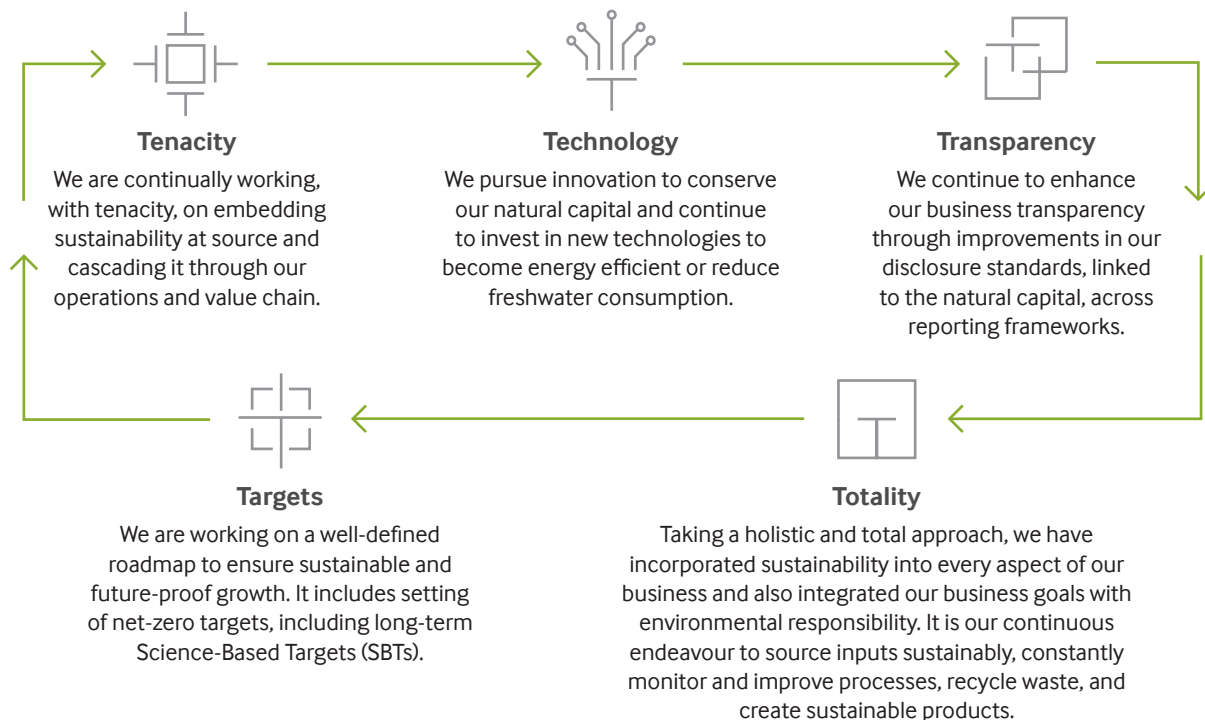 Tenacity
We are continually working,
with tenacity, on embedding
sustainability at source and
cascading it through our
operations and value chain.
Technology
We pursue innovation to conserve
our natural capital and continue
to invest in new technologies to
become energy efficient or reduce
freshwater consumption.
Transparency
We continue to enhance
our business transparency
through improvements in our
disclosure standards, linked
to the natural capital, across
reporting frameworks.
Targets
We are working on a well-defined
roadmap to ensure sustainable and
future-proof growth. It includes setting
of net-zero targets, including long-term
Science-Based Targets (SBTs).
Totality
Taking a holistic and total approach, we have
incorporated sustainability into every aspect of our
business and also integrated our business goals with
environmental responsibility. It is our continuous
endeavour to source inputs sustainably, constantly
monitor and improve processes, recycle waste, and
create sustainable products.